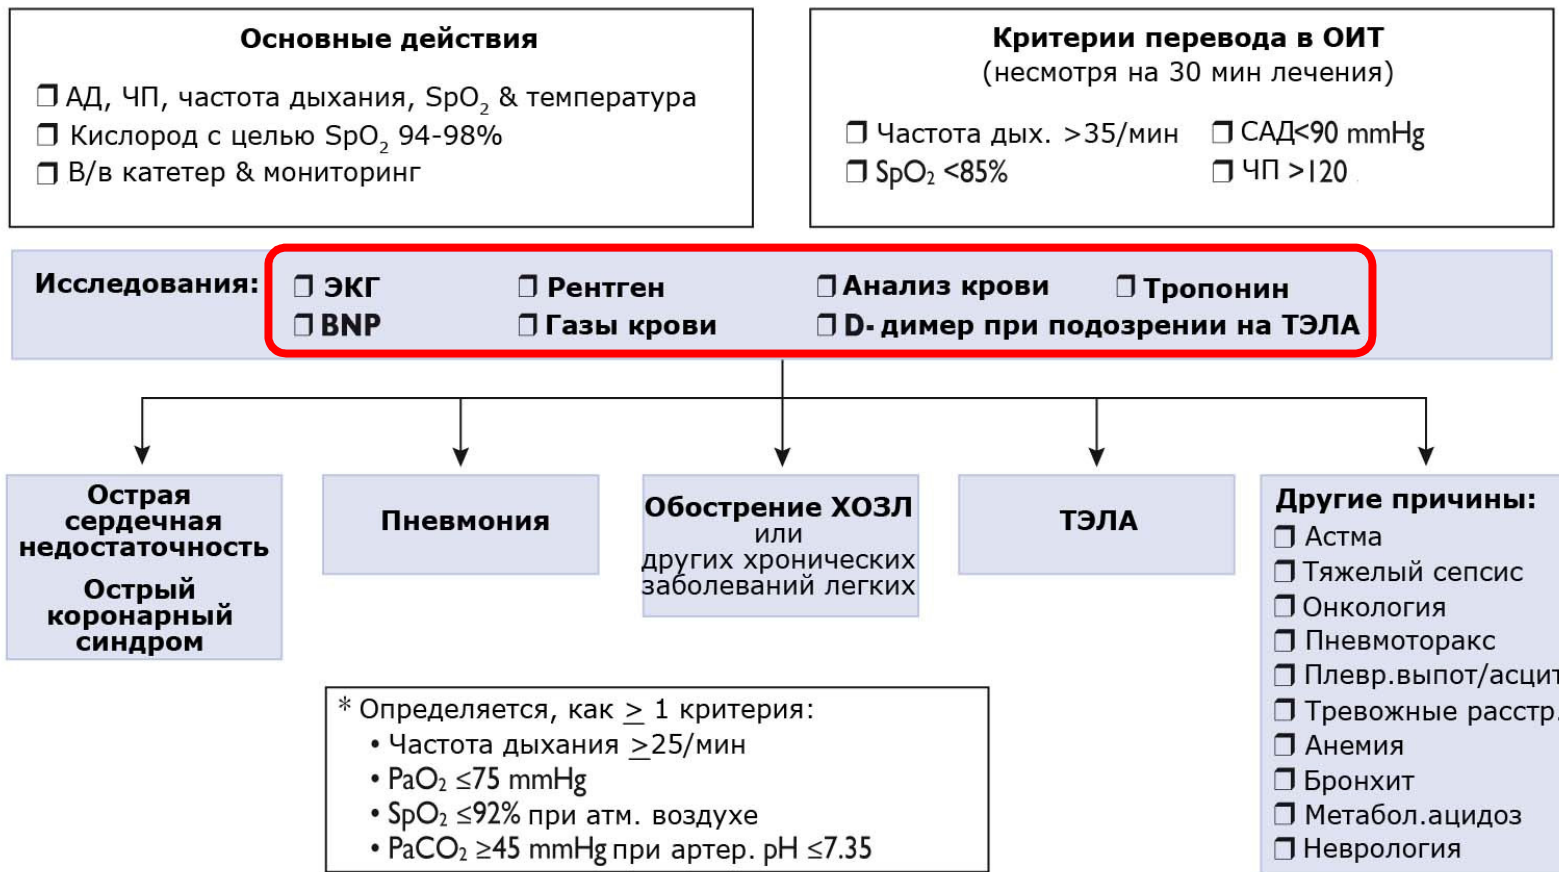 Основные действия
❒ АД, ЧП, частота дыхания, SpO₂ & температура
❒ Кислород с целью SpO₂ 94-98%
❒ В/в катетер & мониторинг
Критерии перевода в ОИТ
(несмотря на 30 мин лечения)
❒ Частота дых. >35/мин ❒ САД<90 mmHg
❒ SpO₂ <85% ❒ ЧП >120
Исследования: ❒ ЭКГ ❒ Рентген ❒ Анализ крови ❒ Тропонин
❒ BNP ❒ Газы крови ❒ D- димер при подозрении на ТЭЛА
Острая
сердечная
недостаточность
Острый
коронарный
синдром
Пневмония
Обострение ХОЗЛ
или
других хронических
заболеваний легких
ТЭЛА
Другие причины:
❒ Астма
❒ Тяжелый сепсис
❒ Онкология
❒ Пневмоторакс
❒ Плевр.выпот/асцит
❒ Тревожные расстр.
❒ Анемия
❒ Бронхит
❒ Метабол.ацидоз
❒ Неврология
* Определяется, как ≥ 1 критерия:
• Частота дыхания ≥25/мин
• PaO₂ ≤75 mmHg
• SpO₂ ≤92% при атм. воздухе
• PaCO₂ ≥45 mmHg при артер. pH ≤7.35